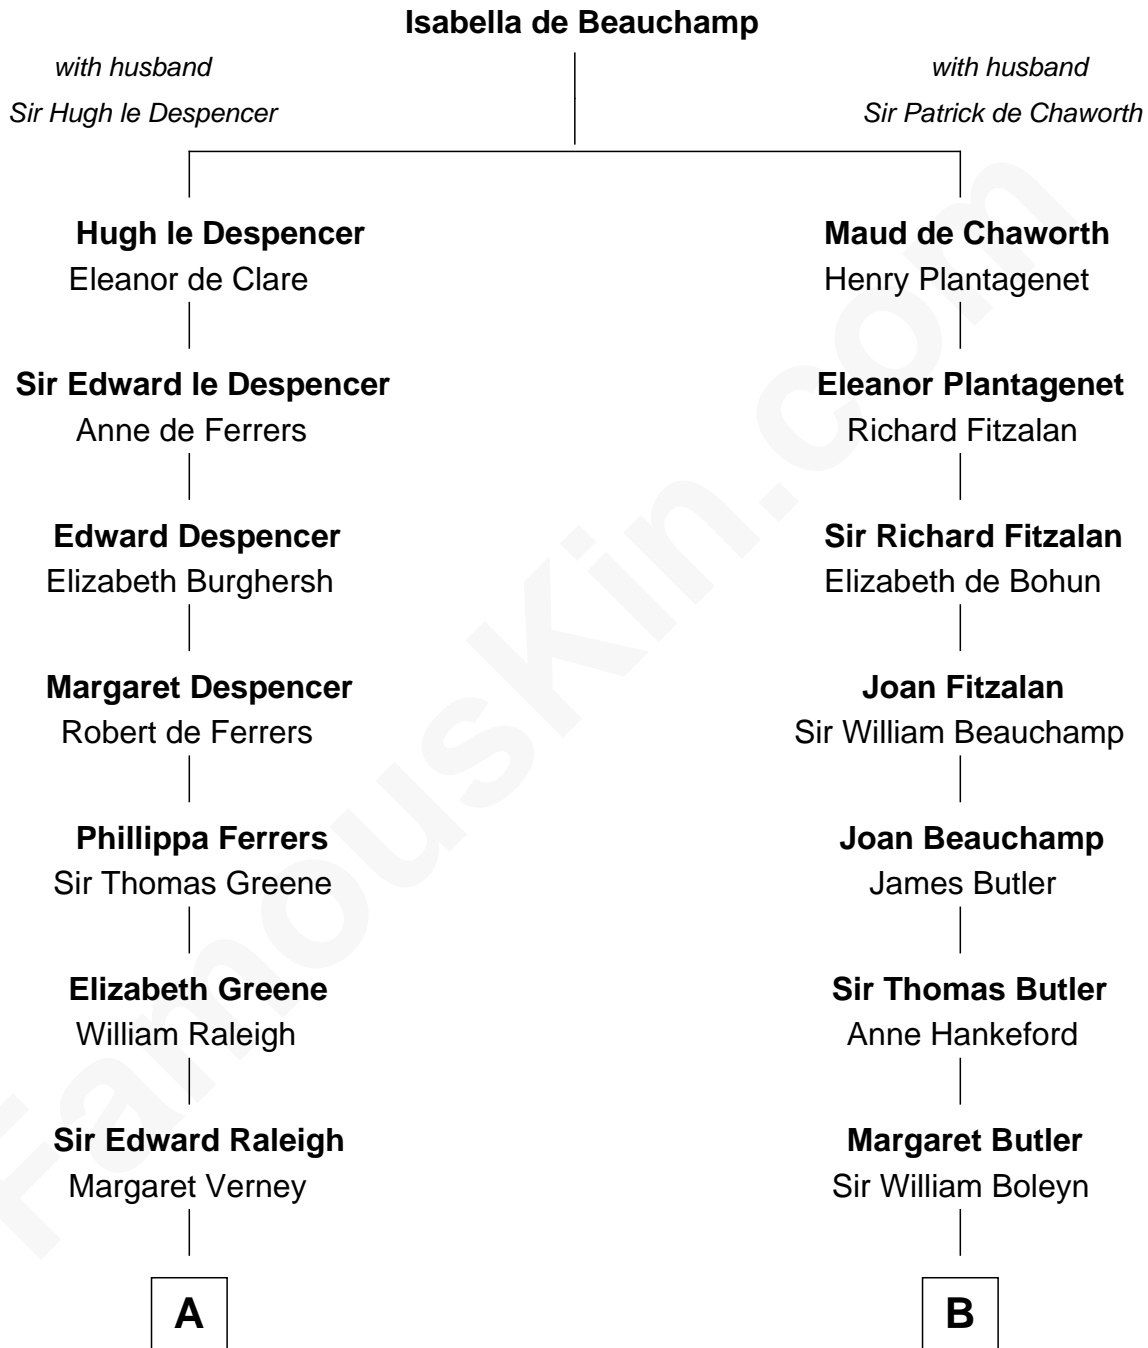 Isabella de Beauchamp
with husband
Sir Hugh le Despencer
with husband
Sir Patrick de Chaworth
Hugh le Despencer
Eleanor de Clare
Maud de Chaworth
Henry Plantagenet
Sir Edward le Despencer
Anne de Ferrers
Eleanor Plantagenet
Richard Fitzalan
Edward Despencer
Elizabeth Burghersh
Sir Richard Fitzalan
Elizabeth de Bohun
Margaret Despencer
Robert de Ferrers
Joan Fitzalan
Sir William Beauchamp
Phillippa Ferrers
Sir Thomas Greene
Joan Beauchamp
James Butler
Elizabeth Greene
William Raleigh
Sir Thomas Butler
Anne Hankeford
Sir Edward Raleigh
Margaret Verney
Margaret Butler
Sir William Boleyn
A
B
FamousKin.com